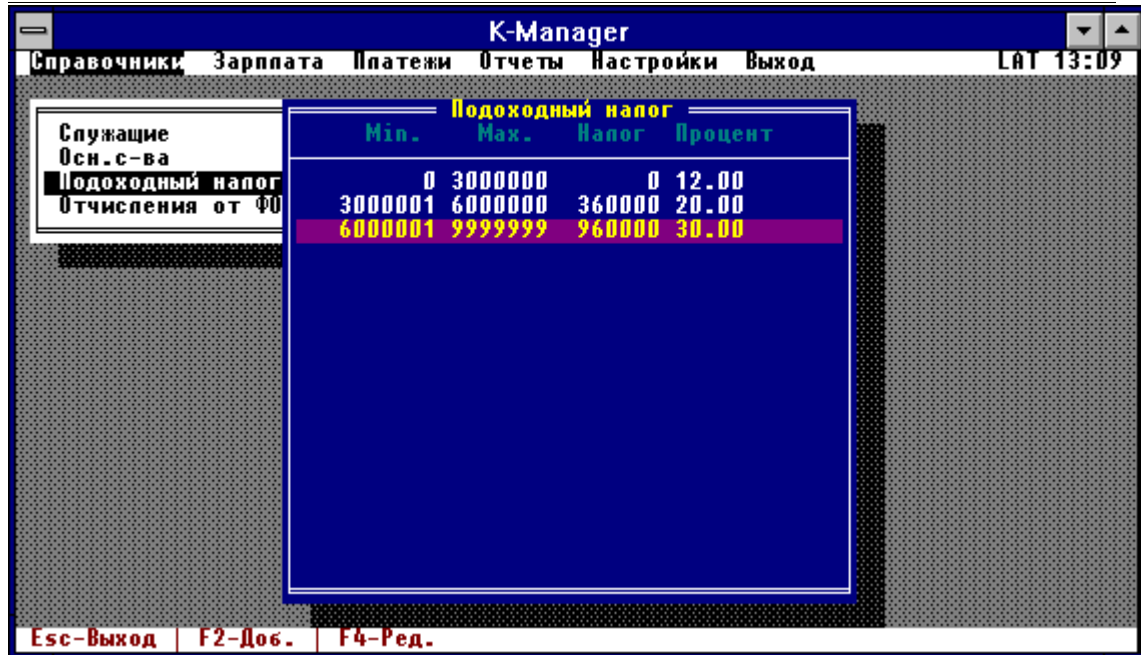 K-Manager
Справочники Зарплата Платежи Отчеты Настройки Выход LAT 13:09
Подоходный налог
Min. Max. Налог Процент
Служащие
Осн.с-ва
Подоходный налог
Отчисления от ФО
0 3000000 0 12.00
3000001 6000000 360000 20.00
6000001 9999999 960000 30.00
Esc-Выход | F2-Доб. | F4-Ред.